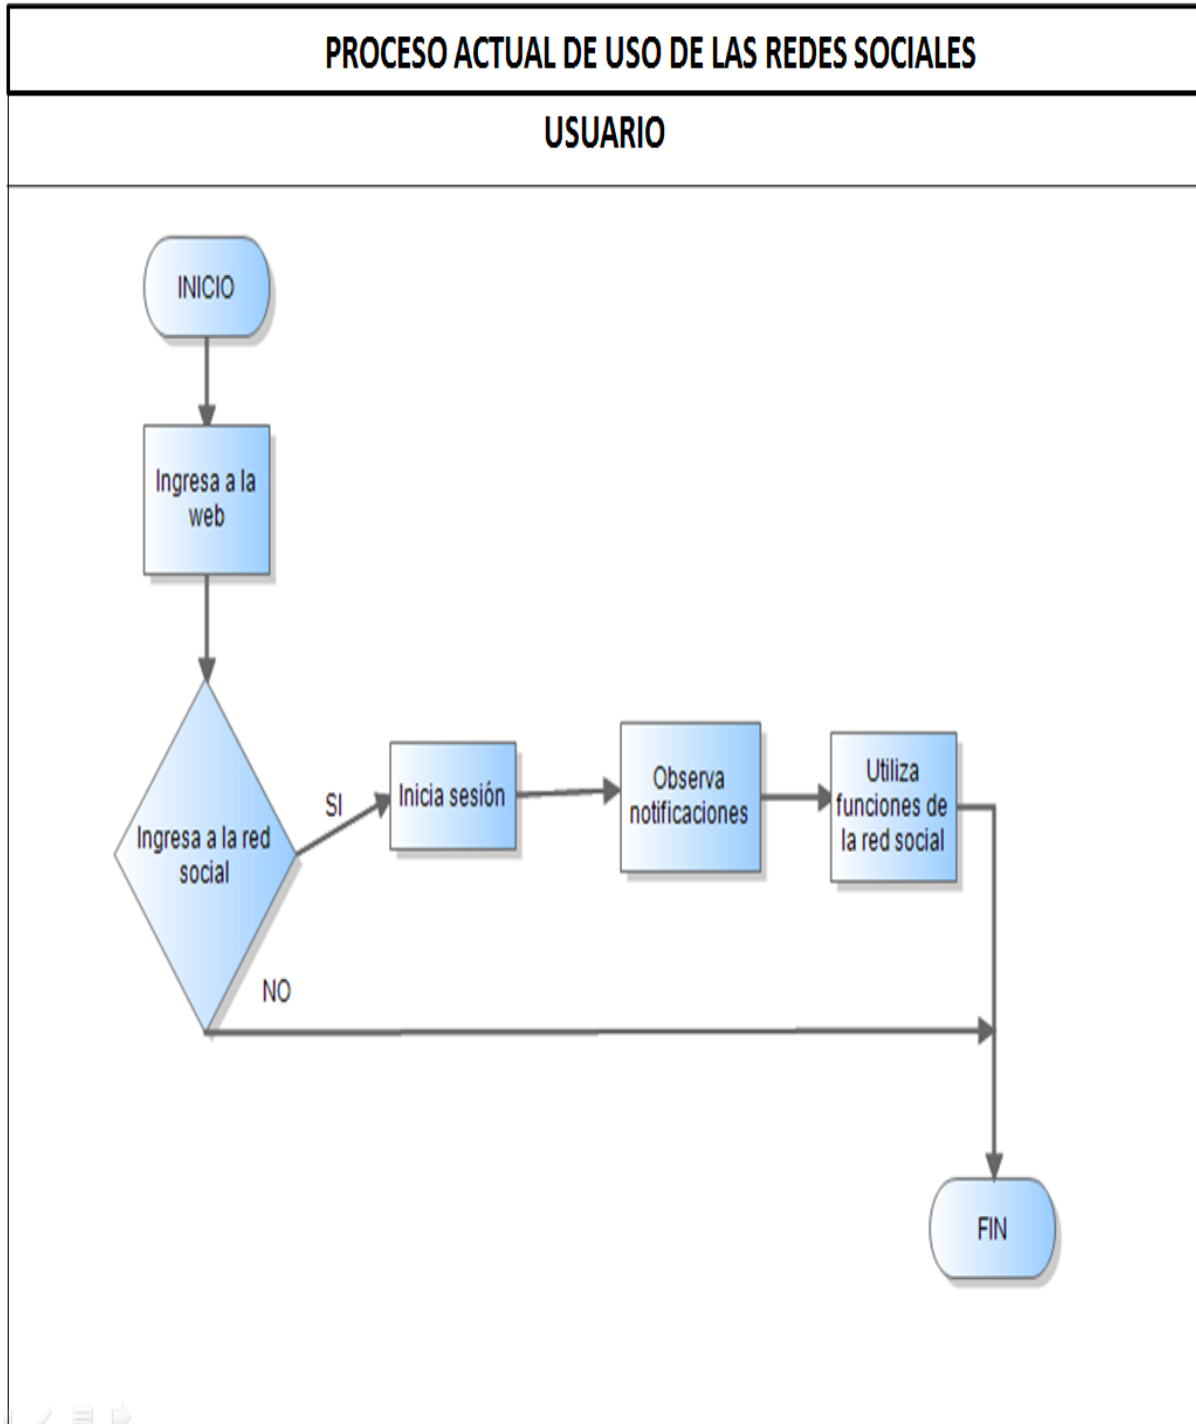 PROCESO ACTUAL DE USO DE LAS REDES SOCIALES
USUARIO
INICIO
Ingresa a la
web
Ingresa a la red
social
SI
Inicia sesión
Observa
notificaciones
Utiliza
funciones de
la red social
NO
FIN